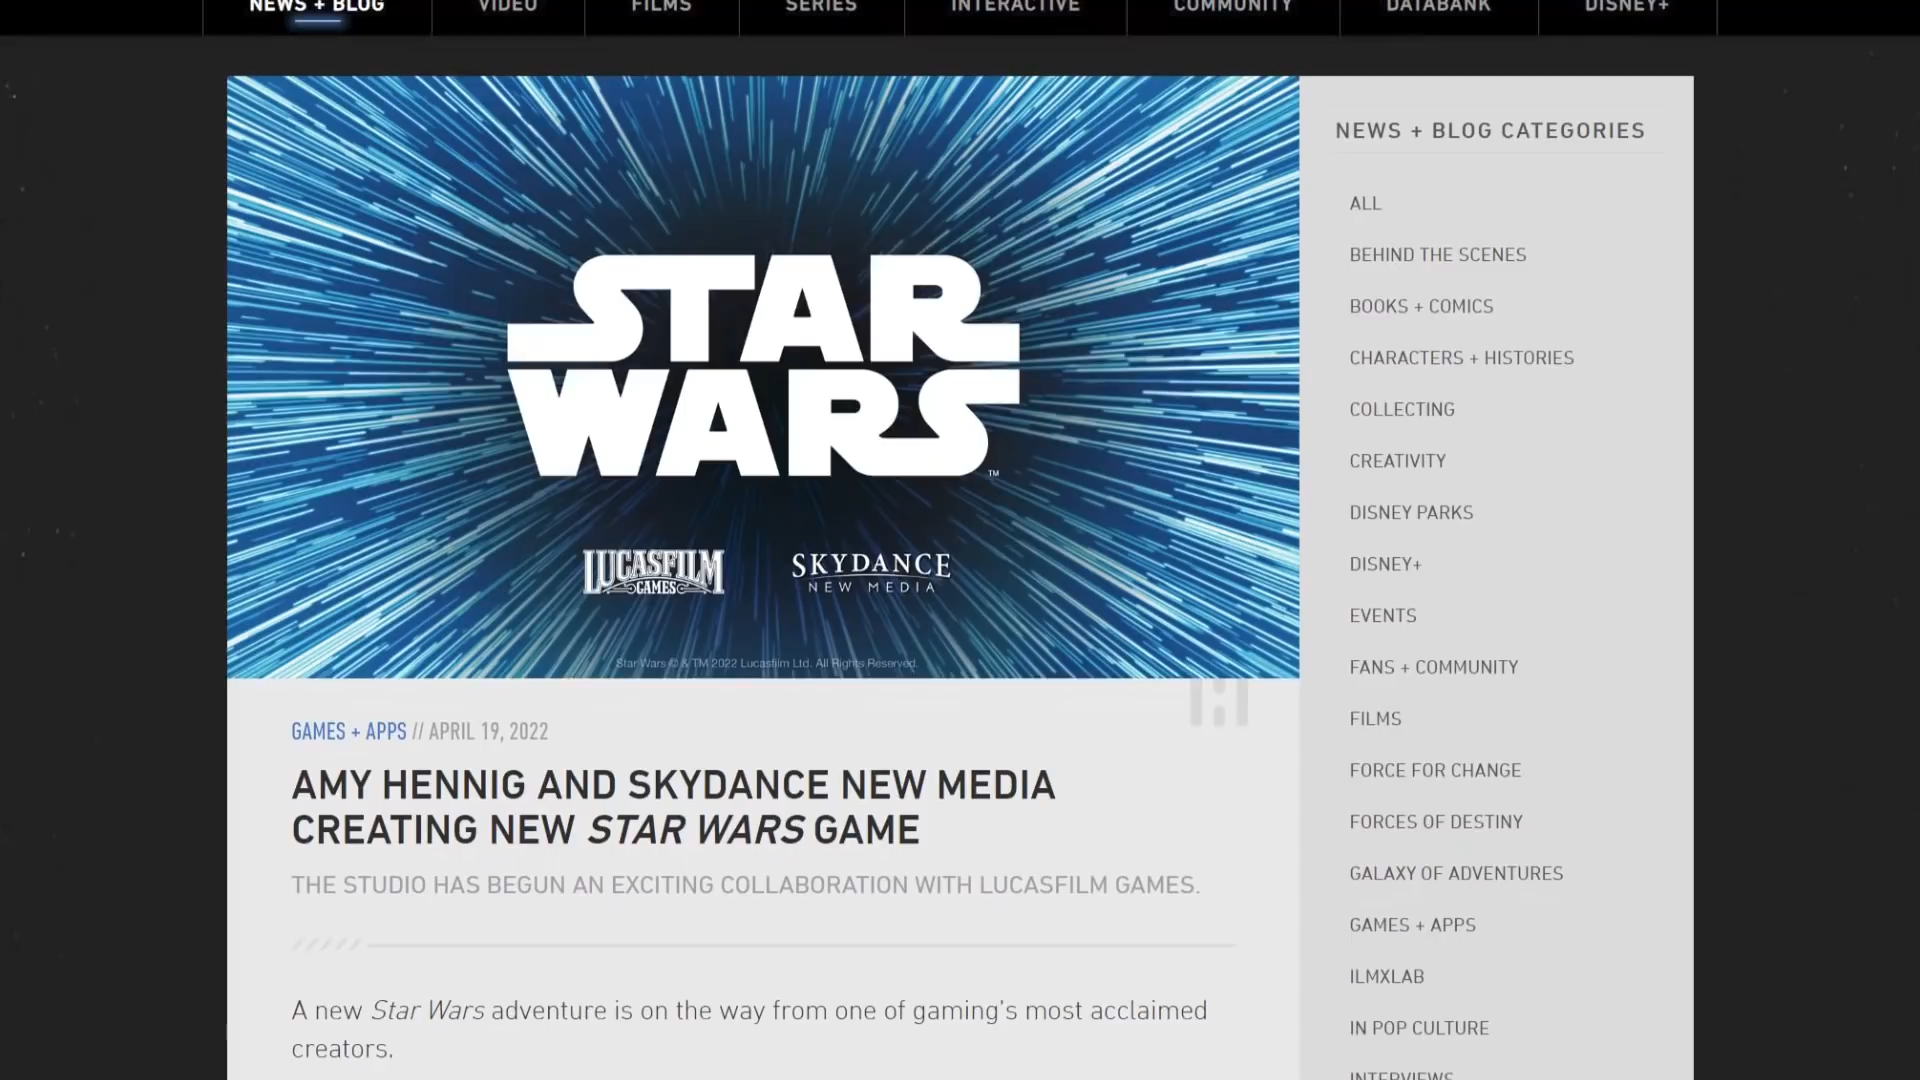 NEWS + BLOG
VIDEO
FILMS
SERIES
INTERACTIVE
COMMUNITY
DATABANK
DISNEY+
STAR
WARS
TM
LUCASFILM
GAMES
SKYDANCE
NEW MEDIA
Star Wars © & TM 2022 Lucasfilm Ltd. All Rights Reserved.
GAMES + APPS // APRIL 19, 2022
AMY HENNIG AND SKYDANCE NEW MEDIA
CREATING NEW STAR WARS GAME
THE STUDIO HAS BEGUN AN EXCITING COLLABORATION WITH LUCASFILM GAMES.
A new Star Wars adventure is on the way from one of gaming's most acclaimed
creators.
NEWS + BLOG CATEGORIES
ALL
BEHIND THE SCENES
BOOKS + COMICS
CHARACTERS + HISTORIES
COLLECTING
CREATIVITY
DISNEY PARKS
DISNEY+
EVENTS
FANS + COMMUNITY
FILMS
FORCE FOR CHANGE
FORCES OF DESTINY
GALAXY OF ADVENTURES
GAMES + APPS
ILMXLAB
IN POP CULTURE
INTERVIEWS